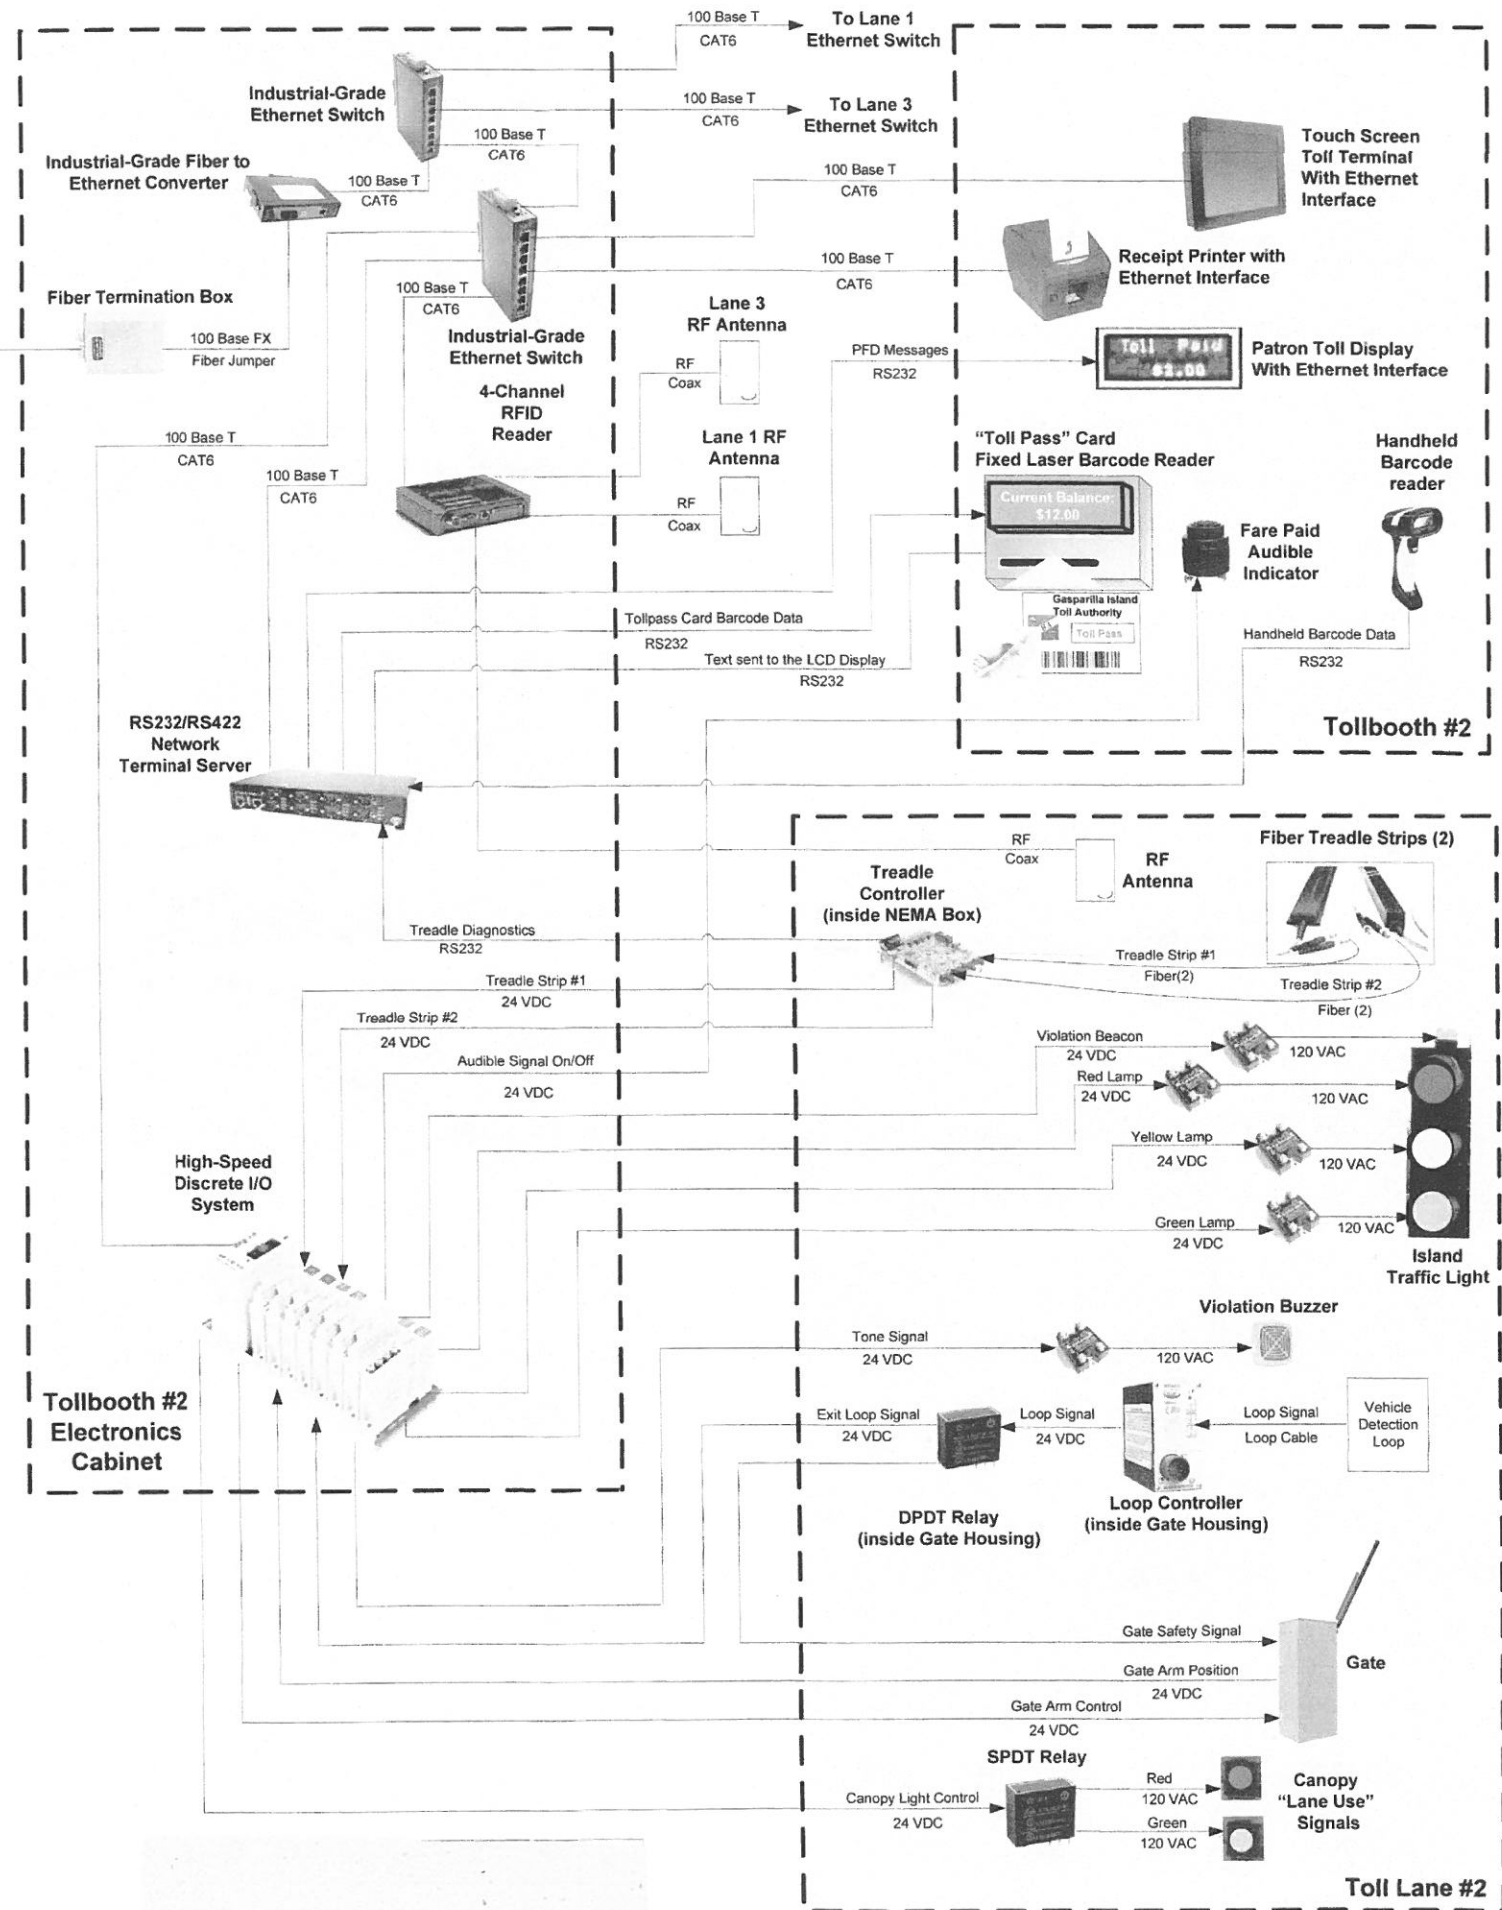 100 Base T
CAT6
To Lane 1
Ethernet Switch
Industrial-Grade
Ethernet Switch
100 Base T
CAT6
To Lane 3
Ethernet Switch
100 Base T
CAT6
Industrial-Grade Fiber to
Ethernet Converter
100 Base T
CAT6
100 Base T
CAT6
Touch Screen
Toll Terminal
With Ethernet
Interface
Receipt Printer with
Ethernet Interface
100 Base T
CAT6
Fiber Termination Box
100 Base FX
Fiber Jumper
100 Base T
CAT6
Industrial-Grade
Ethernet Switch
Lane 3
RF Antenna
RF
Coax
PFD Messages
RS232
Toll Paid
$2.00
Patron Toll Display
With Ethernet Interface
4-Channel
RFID
Reader
Lane 1 RF
Antenna
RF
Coax
100 Base T
CAT6
100 Base T
CAT6
"Toll Pass" Card
Fixed Laser Barcode Reader
Current Balance:
$12.00
Handheld
Barcode
reader
Fare Paid
Audible
Indicator
Gasparilla Island
Toll Authority
Toll Pass
Tollpass Card Barcode Data
RS232
Text sent to the LCD Display
RS232
Handheld Barcode Data
RS232
Tollbooth #2
RS232/RS422
Network
Terminal Server
RF
Coax
RF
Antenna
Fiber Treadle Strips (2)
Treadle
Controller
(inside NEMA Box)
Treadle Diagnostics
RS232
Treadle Strip #1
Fiber(2)
Treadle Strip #2
Fiber (2)
Treadle Strip #1
24 VDC
Treadle Strip #2
24 VDC
Audible Signal On/Off
24 VDC
Violation Beacon
24 VDC
120 VAC
Red Lamp
24 VDC
120 VAC
Yellow Lamp
24 VDC
120 VAC
Green Lamp
24 VDC
120 VAC
Island
Traffic Light
High-Speed
Discrete I/O
System
Violation Buzzer
Tone Signal
24 VDC
120 VAC
Tollbooth #2
Electronics
Cabinet
Exit Loop Signal
24 VDC
Loop Signal
24 VDC
Loop Signal
Loop Cable
Vehicle
Detection
Loop
DPDT Relay
(inside Gate Housing)
Loop Controller
(inside Gate Housing)
Gate Safety Signal
Gate Arm Position
24 VDC
Gate
Gate Arm Control
24 VDC
SPDT Relay
Canopy Light Control
24 VDC
Red
120 VAC
Green
120 VAC
Canopy
"Lane Use"
Signals
Toll Lane #2